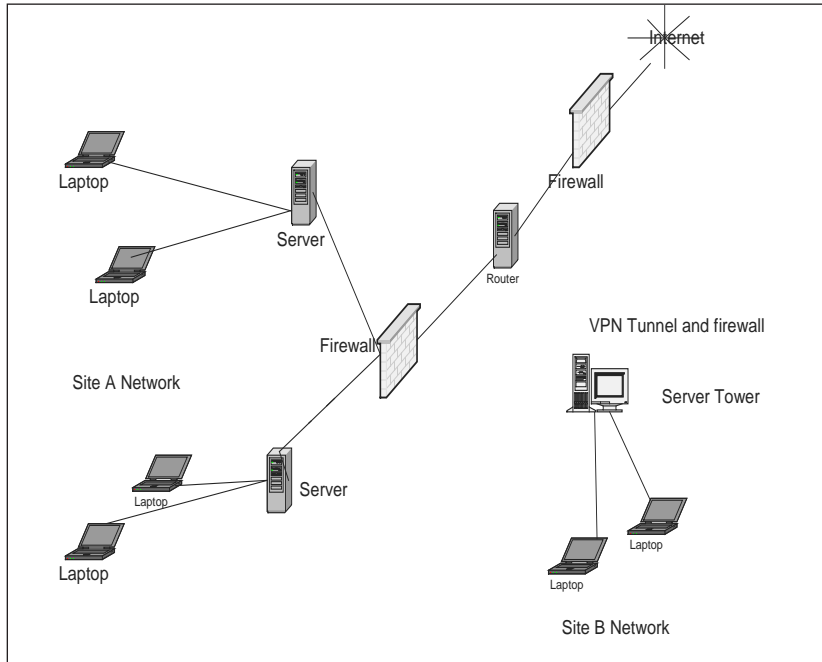 Internet
Laptop
Firewall
Server
Router
Laptop
VPN Tunnel and firewall
Firewall
Site A Network
Server Tower
Server
Laptop
Laptop
Laptop
Laptop
Site B Network